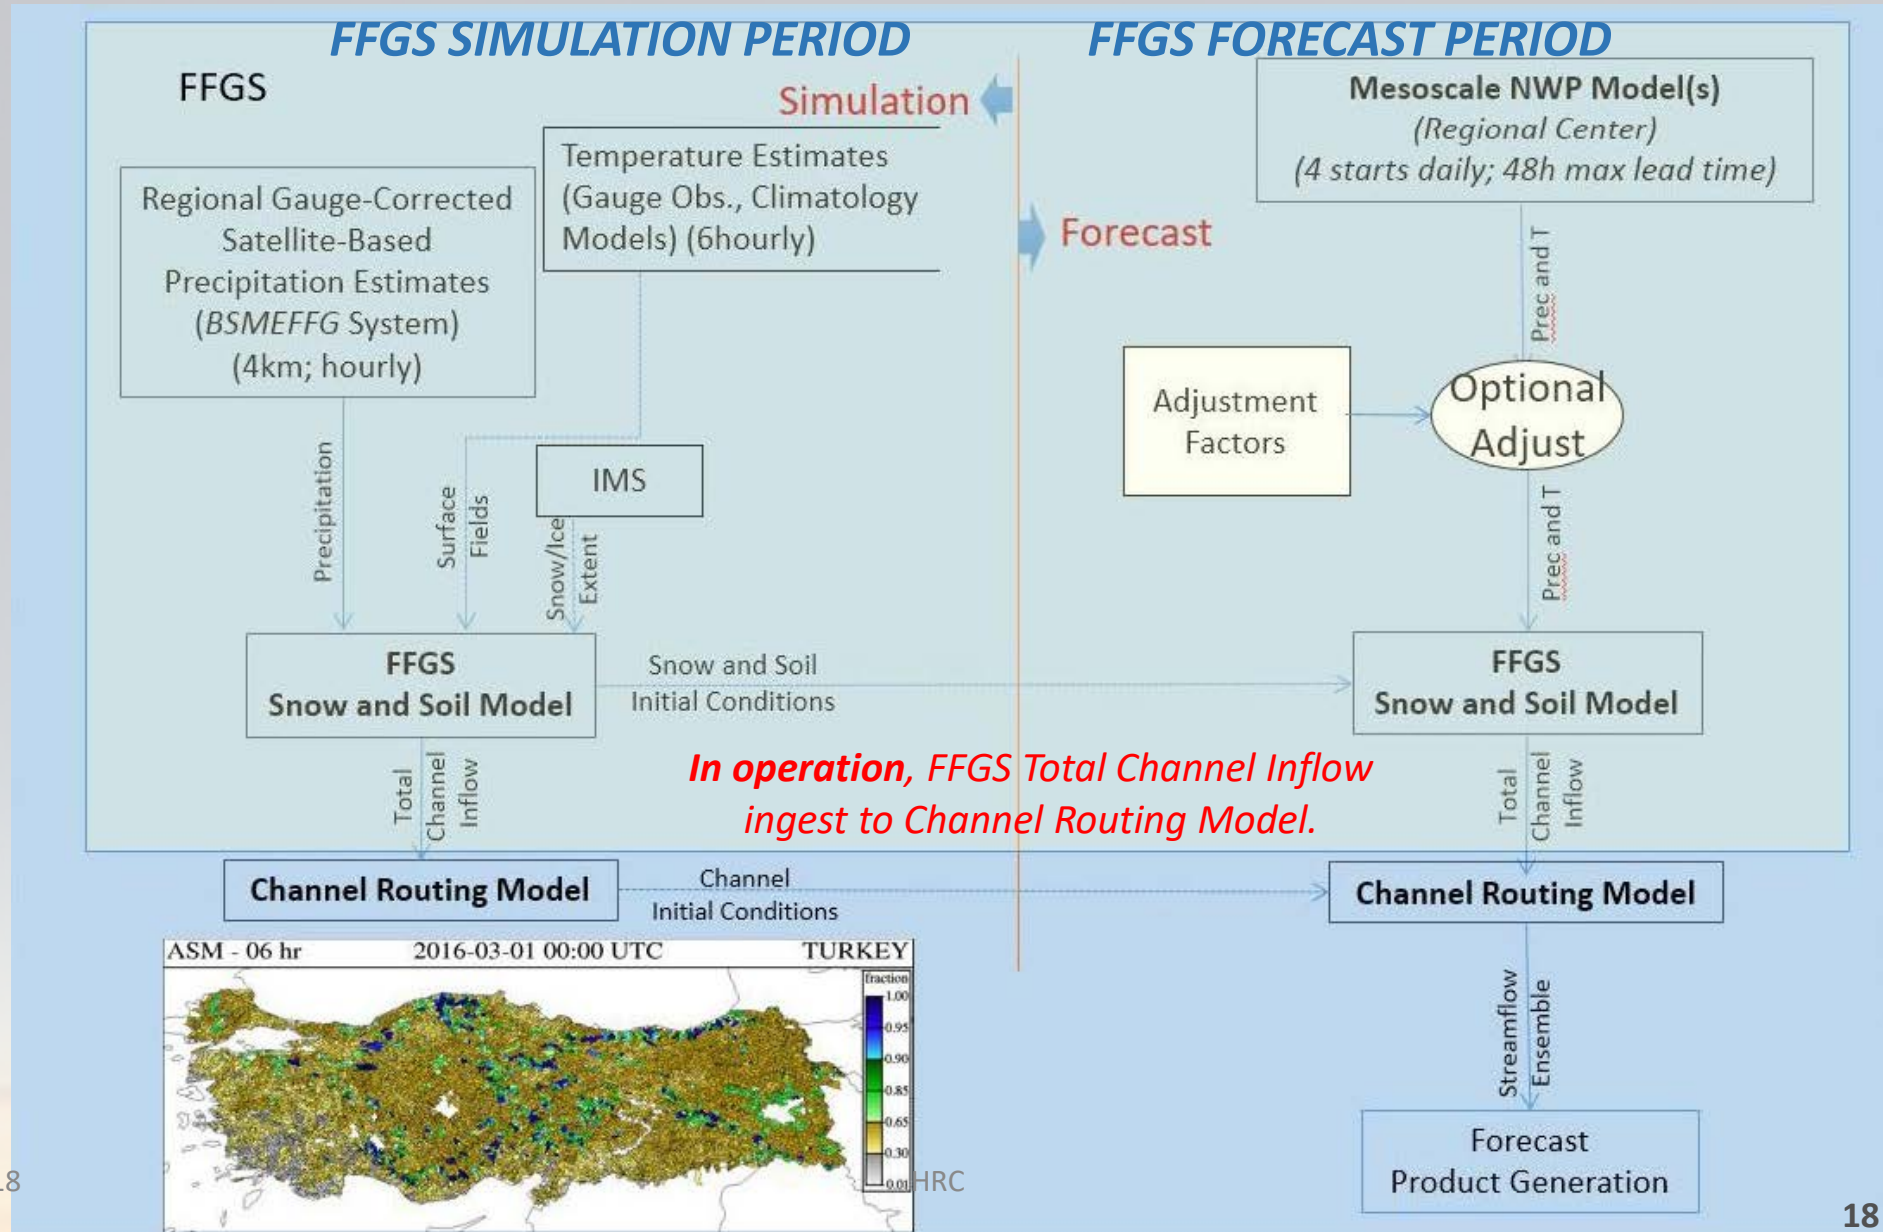 FFGS SIMULATION PERIOD
FFGS FORECAST PERIOD
FFGS
Simulation
Forecast
Regional Gauge-Corrected
Satellite-Based
Precipitation Estimates
(BSMEFFG System)
(4km; hourly)
Temperature Estimates
(Gauge Obs., Climatology
Models) (6hourly)
Mesoscale NWP Model(s)
(Regional Center)
(4 starts daily; 48h max lead time)
Prec and T
Adjustment
Factors
Optional
Adjust
Prec and T
IMS
Precipitation
Surface
Fields
Snow/Ice
Extent
FFGS
Snow and Soil Model
Snow and Soil
Initial Conditions
FFGS
Snow and Soil Model
In operation, FFGS Total Channel Inflow
ingest to Channel Routing Model.
Total
Channel
Inflow
Total
Channel
Inflow
Channel Routing Model
Channel
Initial Conditions
Channel Routing Model
ASM - 06 hr 2016-03-01 00:00 UTC TURKEY
fraction
1.00
0.95
0.90
0.85
0.65
0.30
0.01
Streamflow
Ensemble
Forecast
Product Generation
HRC
18